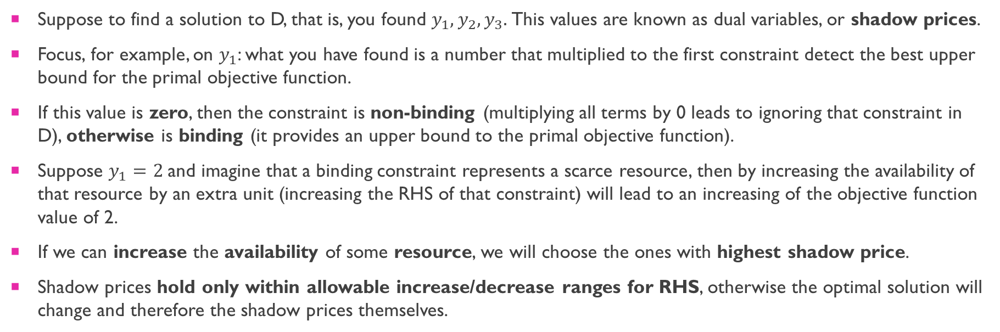 ▪ Suppose to find a solution to D, that is, you found y₁, y₂, y₃. This values are known as dual variables, or shadow prices.
▪ Focus, for example, on y₁: what you have found is a number that multiplied to the first constraint detect the best upper
bound for the primal objective function.
▪ If this value is zero, then the constraint is non-binding (multiplying all terms by 0 leads to ignoring that constraint in
D), otherwise is binding (it provides an upper bound to the primal objective function).
▪ Suppose y₁ = 2 and imagine that a binding constraint represents a scarce resource, then by increasing the availability of
that resource by an extra unit (increasing the RHS of that constraint) will lead to an increasing of the objective function
value of 2.
▪ If we can increase the availability of some resource, we will choose the ones with highest shadow price.
▪ Shadow prices hold only within allowable increase/decrease ranges for RHS, otherwise the optimal solution will
change and therefore the shadow prices themselves.